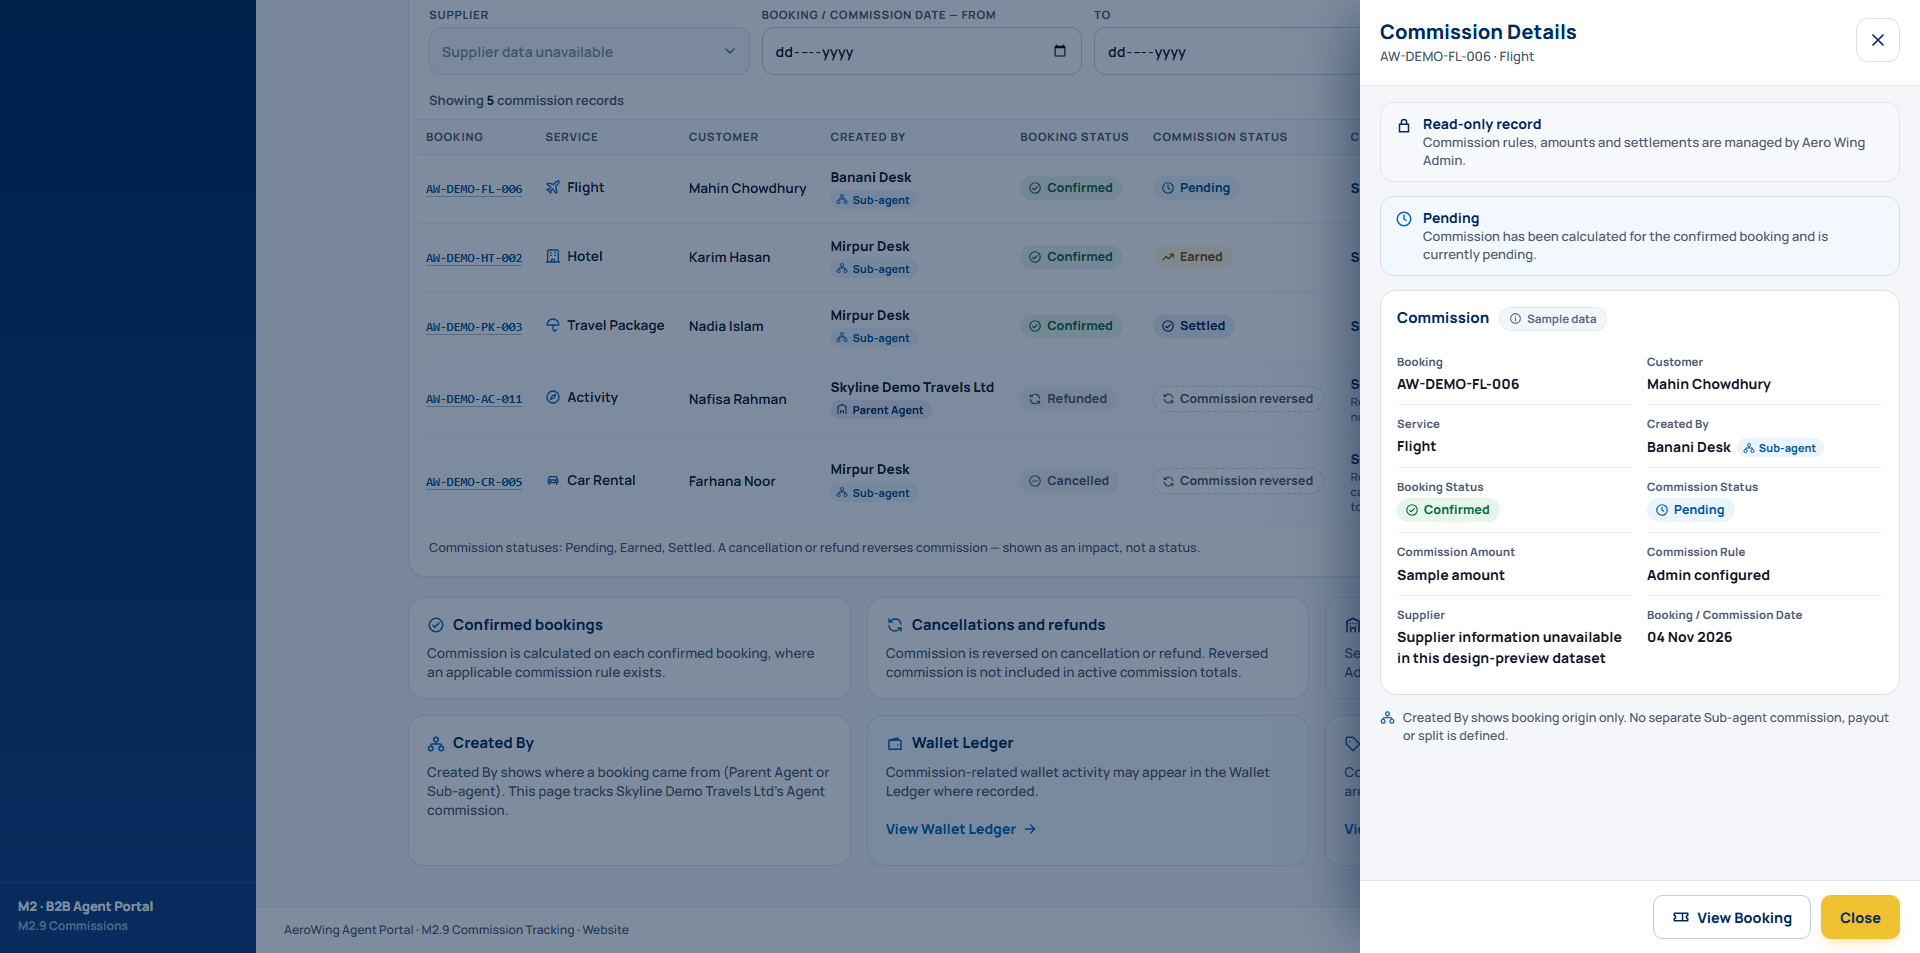 SUPPLIER
BOOKING / COMMISSION DATE — FROM
TO
Supplier data unavailable
dd----yyyy
dd----yyyy
Showing 5 commission records
BOOKING SERVICE CUSTOMER CREATED BY BOOKING STATUS COMMISSION STATUS
AW-DEMO-FL-006 Flight Mahin Chowdhury Banani Desk Confirmed Pending
Sub-agent
AW-DEMO-HT-002 Hotel Karim Hasan Mirpur Desk Confirmed Earned
Sub-agent
AW-DEMO-PK-003 Travel Package Nadia Islam Mirpur Desk Confirmed Settled
Sub-agent
AW-DEMO-AC-011 Activity Nafisa Rahman Skyline Demo Travels Ltd Refunded Commission reversed
Parent Agent
AW-DEMO-CR-005 Car Rental Farhana Noor Mirpur Desk Cancelled Commission reversed
Sub-agent
Commission statuses: Pending, Earned, Settled. A cancellation or refund reverses commission — shown as an impact, not a status.
Confirmed bookings
Commission is calculated on each confirmed booking, where
an applicable commission rule exists.
Cancellations and refunds
Commission is reversed on cancellation or refund. Reversed
commission is not included in active commission totals.
Created By
Created By shows where a booking came from (Parent Agent or
Sub-agent). This page tracks Skyline Demo Travels Ltd's Agent
commission.
Wallet Ledger
Commission-related wallet activity may appear in the Wallet
Ledger where recorded.
View Wallet Ledger
M2 · B2B Agent Portal
M2.9 Commissions
AeroWing Agent Portal · M2.9 Commission Tracking · Website
Commission Details
AW-DEMO-FL-006 · Flight
Read-only record
Commission rules, amounts and settlements are managed by Aero Wing
Admin.
Pending
Commission has been calculated for the confirmed booking and is
currently pending.
Commission Sample data
Booking
AW-DEMO-FL-006
Customer
Mahin Chowdhury
Service
Flight
Created By
Banani Desk Sub-agent
Booking Status
Confirmed
Commission Status
Pending
Commission Amount
Sample amount
Commission Rule
Admin configured
Supplier
Supplier information unavailable
in this design-preview dataset
Booking / Commission Date
04 Nov 2026
Created By shows booking origin only. No separate Sub-agent commission, payout
or split is defined.
View Booking
Close